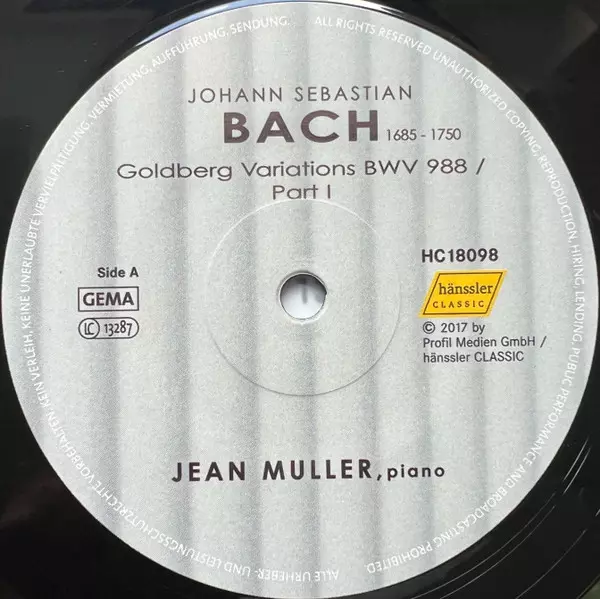 JOHANN SEBASTIAN
BACH 1685 - 1750
Goldberg Variations BWV 988 /
Part I
Side A
GEMA
LC 13287
HC18098
hänssler
CLASSIC
© 2017 by
Profil Medien GmbH /
hänssler CLASSIC
JEAN MULLER, piano
ALL RIGHTS RESERVED UNAUTHORIZED COPYING, REPRODUCTION, HIRING, LENDING, PUBLIC PERFORMANCE AND BROADCASTING PROHIBITED.
ALLE URHEBER- UND LEISTUNGSSCHUTZRECHTE VORBEHALTEN. KEIN VERLEIH, KEINE UNERLAUBTE VERVIELFÄLTIGUNG, VERMIETUNG, AUFFÜHRUNG, SENDUNG.